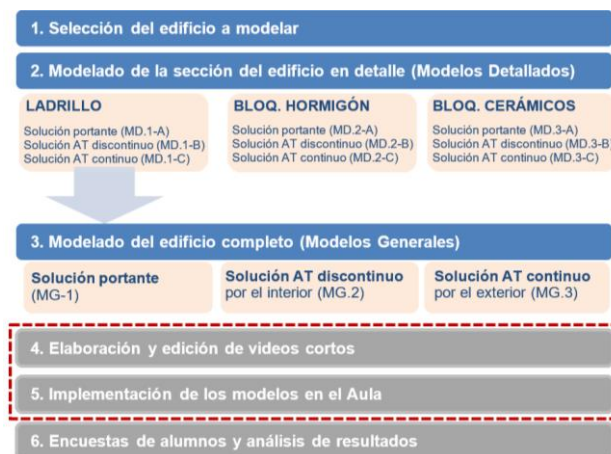 1. Selección del edificio a modelar
2. Modelado de la sección del edificio en detalle (Modelos Detallados)
LADRILLO
Solución portante (MD.1-A)
Solución AT discontinuo (MD.1-B)
Solución AT continuo (MD.1-C)
BLOQ. HORMIGÓN
Solución portante (MD.2-A)
Solución AT discontinuo (MD.2-B)
Solución AT continuo (MD.2-C)
BLOQ. CERÁMICOS
Solución portante (MD.3-A)
Solución AT discontinuo (MD.3-B)
Solución AT continuo (MD.3-C)
3. Modelado del edificio completo (Modelos Generales)
Solución portante
(MG-1)
Solución AT discontinuo
por el interior (MG.2)
Solución AT continuo
por el exterior (MG.3)
4. Elaboración y edición de videos cortos
5. Implementación de los modelos en el Aula
6. Encuestas de alumnos y análisis de resultados